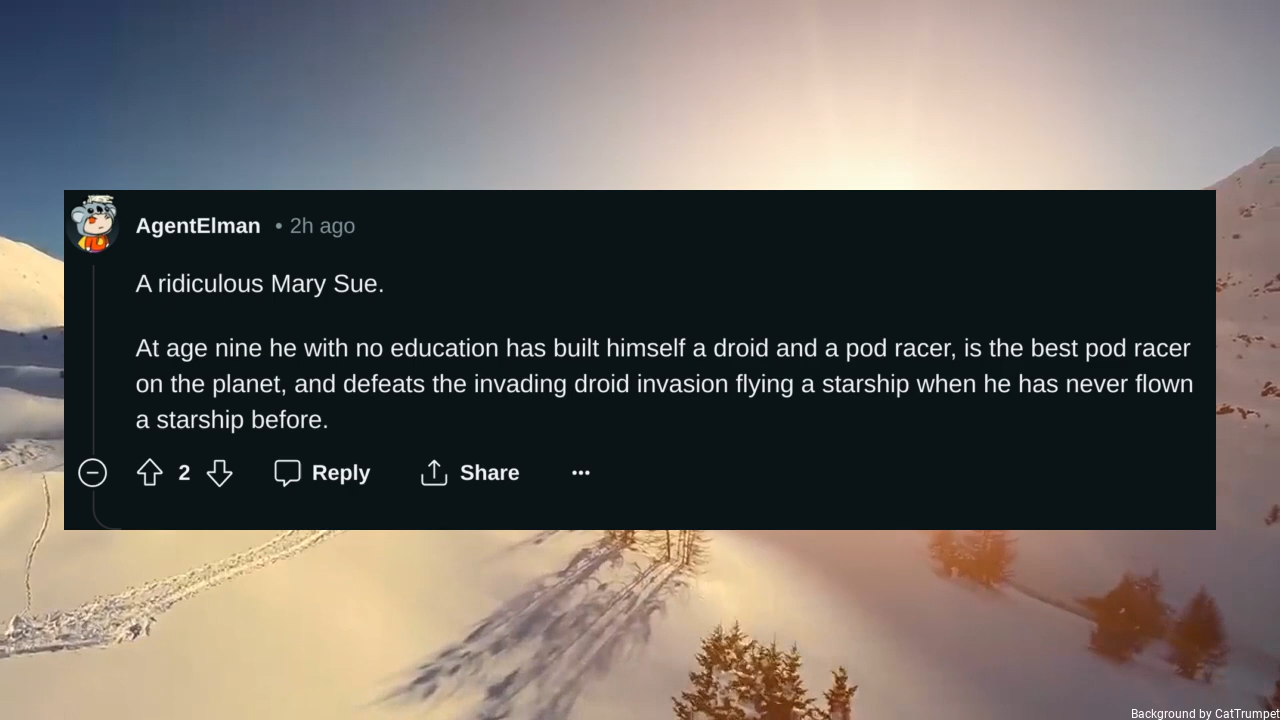 AgentElman • 2h ago
A ridiculous Mary Sue.
At age nine he with no education has built himself a droid and a pod racer, is the best pod racer
on the planet, and defeats the invading droid invasion flying a starship when he has never flown
a starship before.
2 Reply Share ···
Background by CatTrumpet